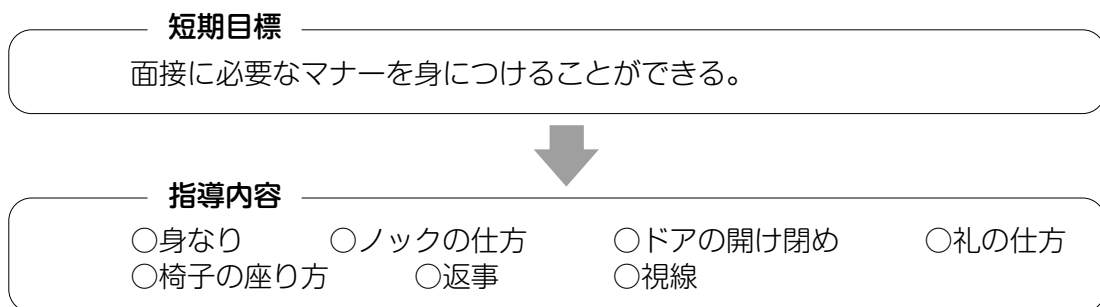 短期目標
面接に必要なマナーを身につけることができる。
指導内容
○身なり ○ノックの仕方 ○ドアの開け閉め ○礼の仕方
○椅子の座り方 ○返事 ○視線